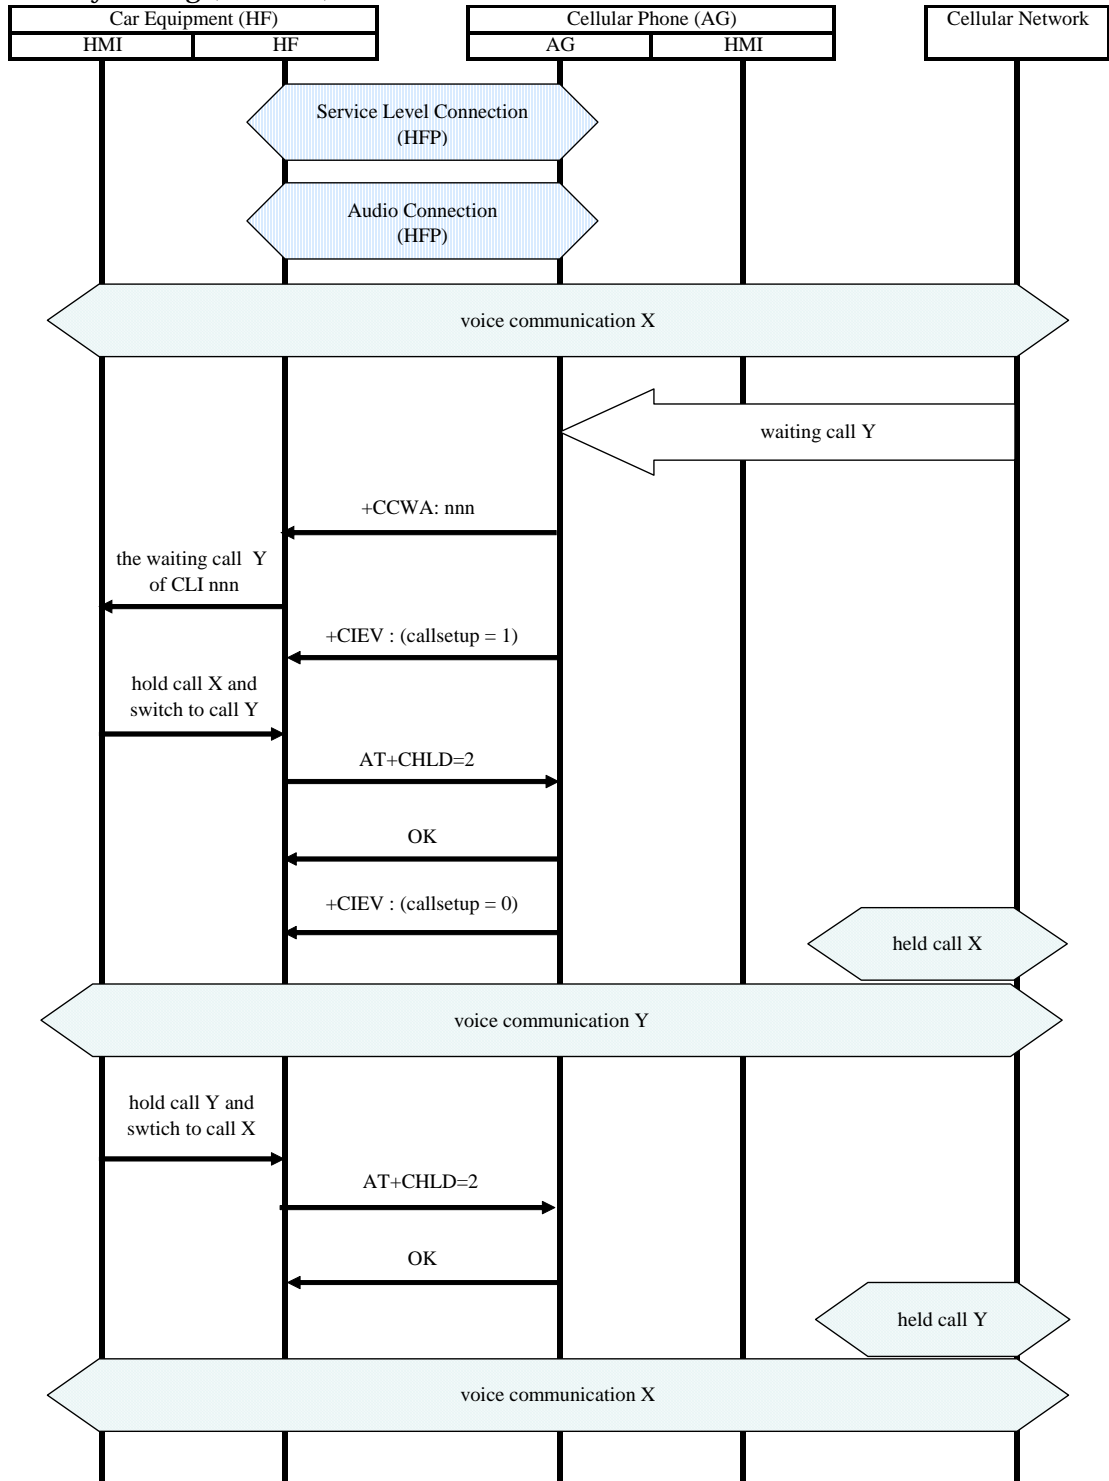 Car Equipment (HF)
Cellular Phone (AG)
Cellular Network
HMI
HF
AG
HMI
Service Level Connection
(HFP)
Audio Connection
(HFP)
voice communication X
waiting call Y
+CCWA: nnn
the waiting call  Y
of CLI nnn
+CIEV : (callsetup = 1)
hold call X and
switch to call Y
AT+CHLD=2
OK
+CIEV : (callsetup = 0)
held call X
voice communication Y
hold call Y and
swtich to call X
AT+CHLD=2
OK
held call Y
voice communication X